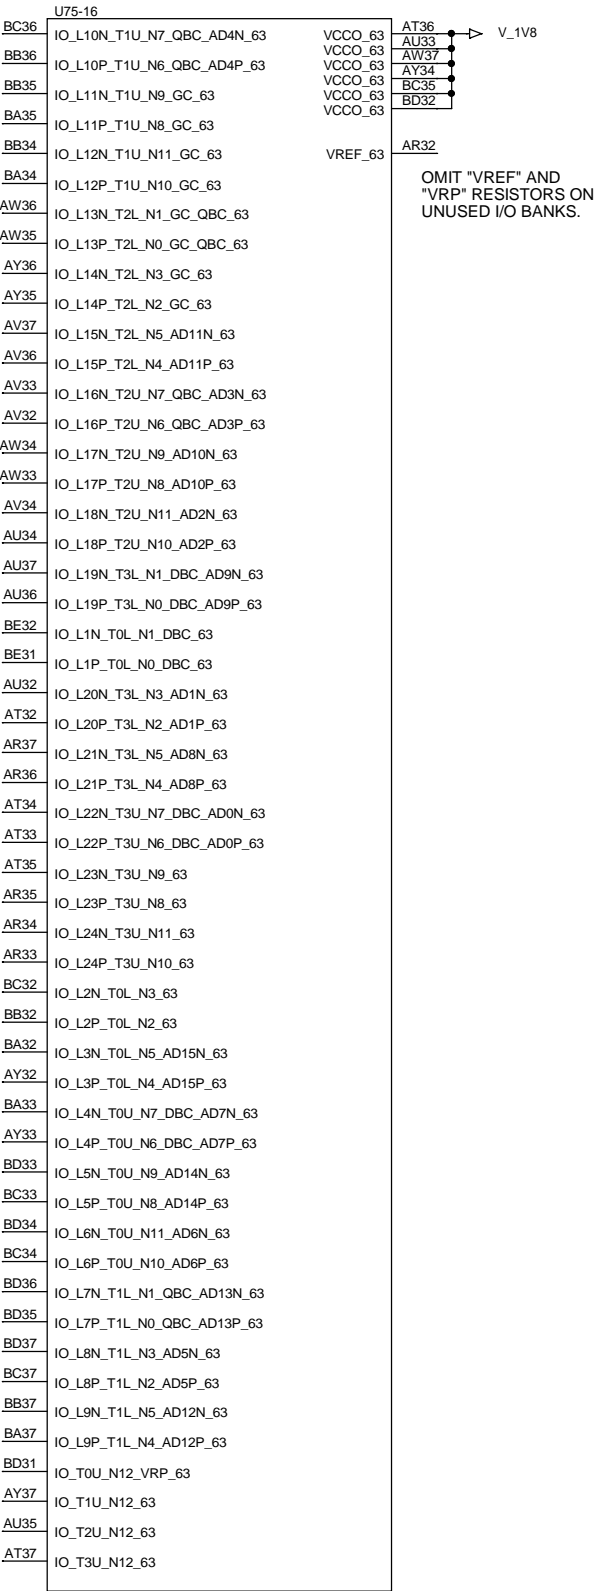 U75-16
BC36 IO_L10N_T1U_N7_QBC_AD4N_63 VCCO_63 AT36 V_1V8
VCCO_63 AU33
BB36 IO_L10P_T1U_N6_QBC_AD4P_63 VCCO_63 AW37
VCCO_63 AY34
BB35 IO_L11N_T1U_N9_GC_63 VCCO_63 BC35
VCCO_63 BD32
BA35 IO_L11P_T1U_N8_GC_63
BB34 IO_L12N_T1U_N11_GC_63 VREF_63 AR32
BA34 IO_L12P_T1U_N10_GC_63
OMIT "VREF" AND
"VRP" RESISTORS ON
UNUSED I/O BANKS.
AW36 IO_L13N_T2L_N1_GC_QBC_63
AW35 IO_L13P_T2L_N0_GC_QBC_63
AY36 IO_L14N_T2L_N3_GC_63
AY35 IO_L14P_T2L_N2_GC_63
AV37 IO_L15N_T2L_N5_AD11N_63
AV36 IO_L15P_T2L_N4_AD11P_63
AV33 IO_L16N_T2U_N7_QBC_AD3N_63
AV32 IO_L16P_T2U_N6_QBC_AD3P_63
AW34 IO_L17N_T2U_N9_AD10N_63
AW33 IO_L17P_T2U_N8_AD10P_63
AV34 IO_L18N_T2U_N11_AD2N_63
AU34 IO_L18P_T2U_N10_AD2P_63
AU37 IO_L19N_T3L_N1_DBC_AD9N_63
AU36 IO_L19P_T3L_N0_DBC_AD9P_63
BE32 IO_L1N_T0L_N1_DBC_63
BE31 IO_L1P_T0L_N0_DBC_63
AU32 IO_L20N_T3L_N3_AD1N_63
AT32 IO_L20P_T3L_N2_AD1P_63
AR37 IO_L21N_T3L_N5_AD8N_63
AR36 IO_L21P_T3L_N4_AD8P_63
AT34 IO_L22N_T3U_N7_DBC_AD0N_63
AT33 IO_L22P_T3U_N6_DBC_AD0P_63
AT35 IO_L23N_T3U_N9_63
AR35 IO_L23P_T3U_N8_63
AR34 IO_L24N_T3U_N11_63
AR33 IO_L24P_T3U_N10_63
BC32 IO_L2N_T0L_N3_63
BB32 IO_L2P_T0L_N2_63
BA32 IO_L3N_T0L_N5_AD15N_63
AY32 IO_L3P_T0L_N4_AD15P_63
BA33 IO_L4N_T0U_N7_DBC_AD7N_63
AY33 IO_L4P_T0U_N6_DBC_AD7P_63
BD33 IO_L5N_T0U_N9_AD14N_63
BC33 IO_L5P_T0U_N8_AD14P_63
BD34 IO_L6N_T0U_N11_AD6N_63
BC34 IO_L6P_T0U_N10_AD6P_63
BD36 IO_L7N_T1L_N1_QBC_AD13N_63
BD35 IO_L7P_T1L_N0_QBC_AD13P_63
BD37 IO_L8N_T1L_N3_AD5N_63
BC37 IO_L8P_T1L_N2_AD5P_63
BB37 IO_L9N_T1L_N5_AD12N_63
BA37 IO_L9P_T1L_N4_AD12P_63
BD31 IO_T0U_N12_VRP_63
AY37 IO_T1U_N12_63
AU35 IO_T2U_N12_63
AT37 IO_T3U_N12_63